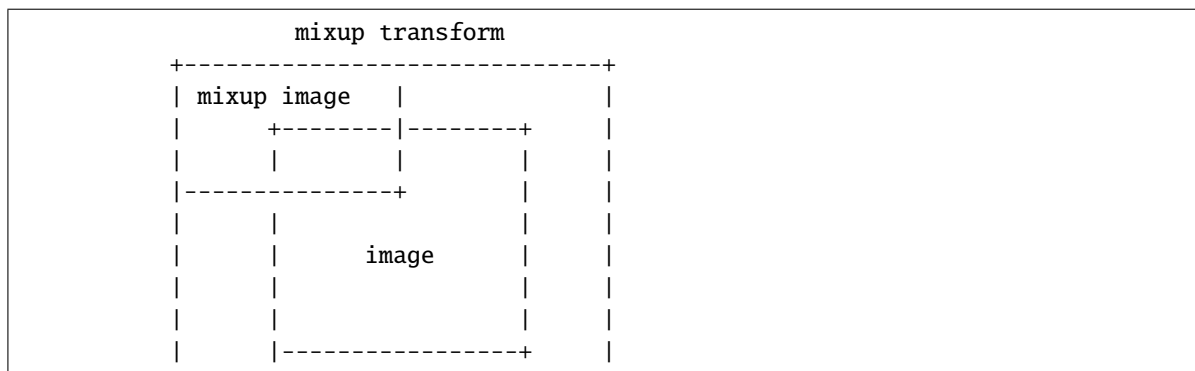 mixup transform
+------------------------------+
| mixup image   |              |
|      +--------|--------+     |
|      |        |        |     |
|---------------+        |     |
|      |                 |     |
|      |      image      |     |
|      |                 |     |
|      |                 |     |
|      |-----------------+     |